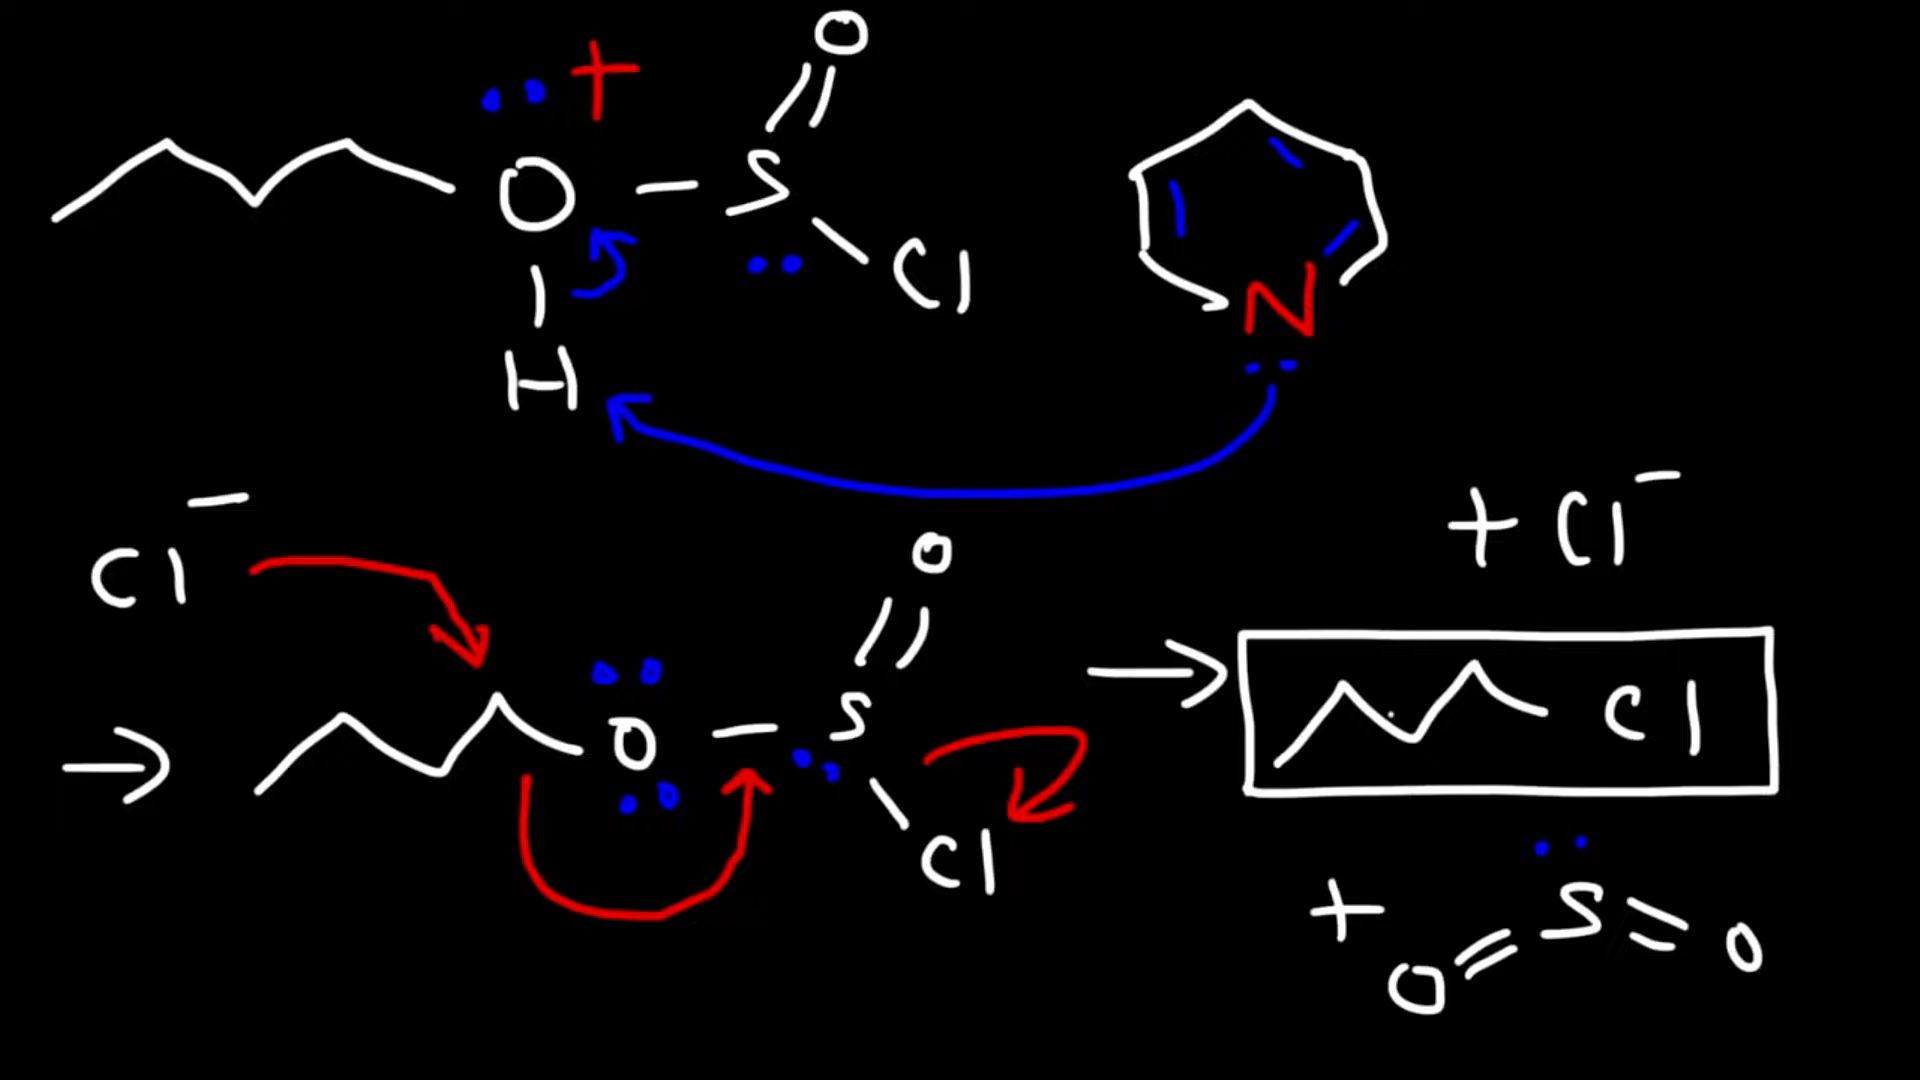 O
+
O - S
Cl
N
H
+ Cl⁻
Cl⁻
O
→ O - S → Cl
Cl
+ O = S = O